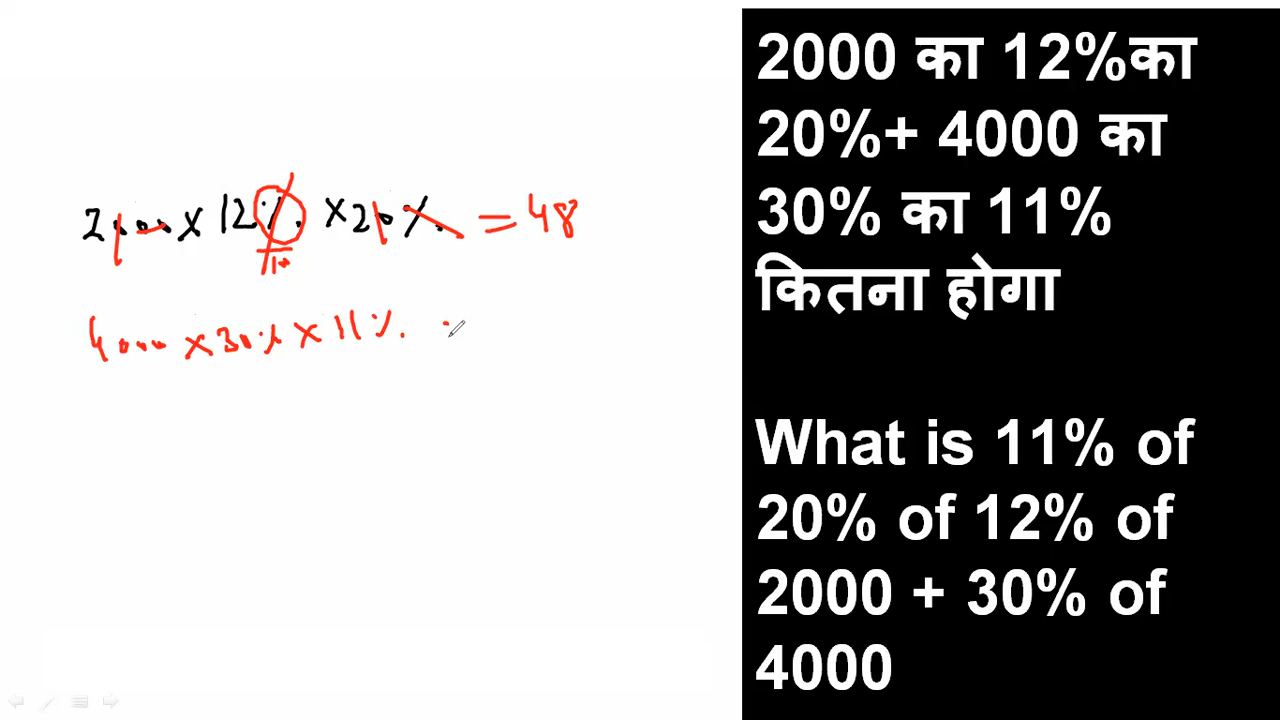 2000 x 12% x 20%. = 48
10
4000 x 30% x 11%.
2000 का 12%का
20%+ 4000 का
30% का 11%
कितना होगा
What is 11% of
20% of 12% of
2000 + 30% of
4000